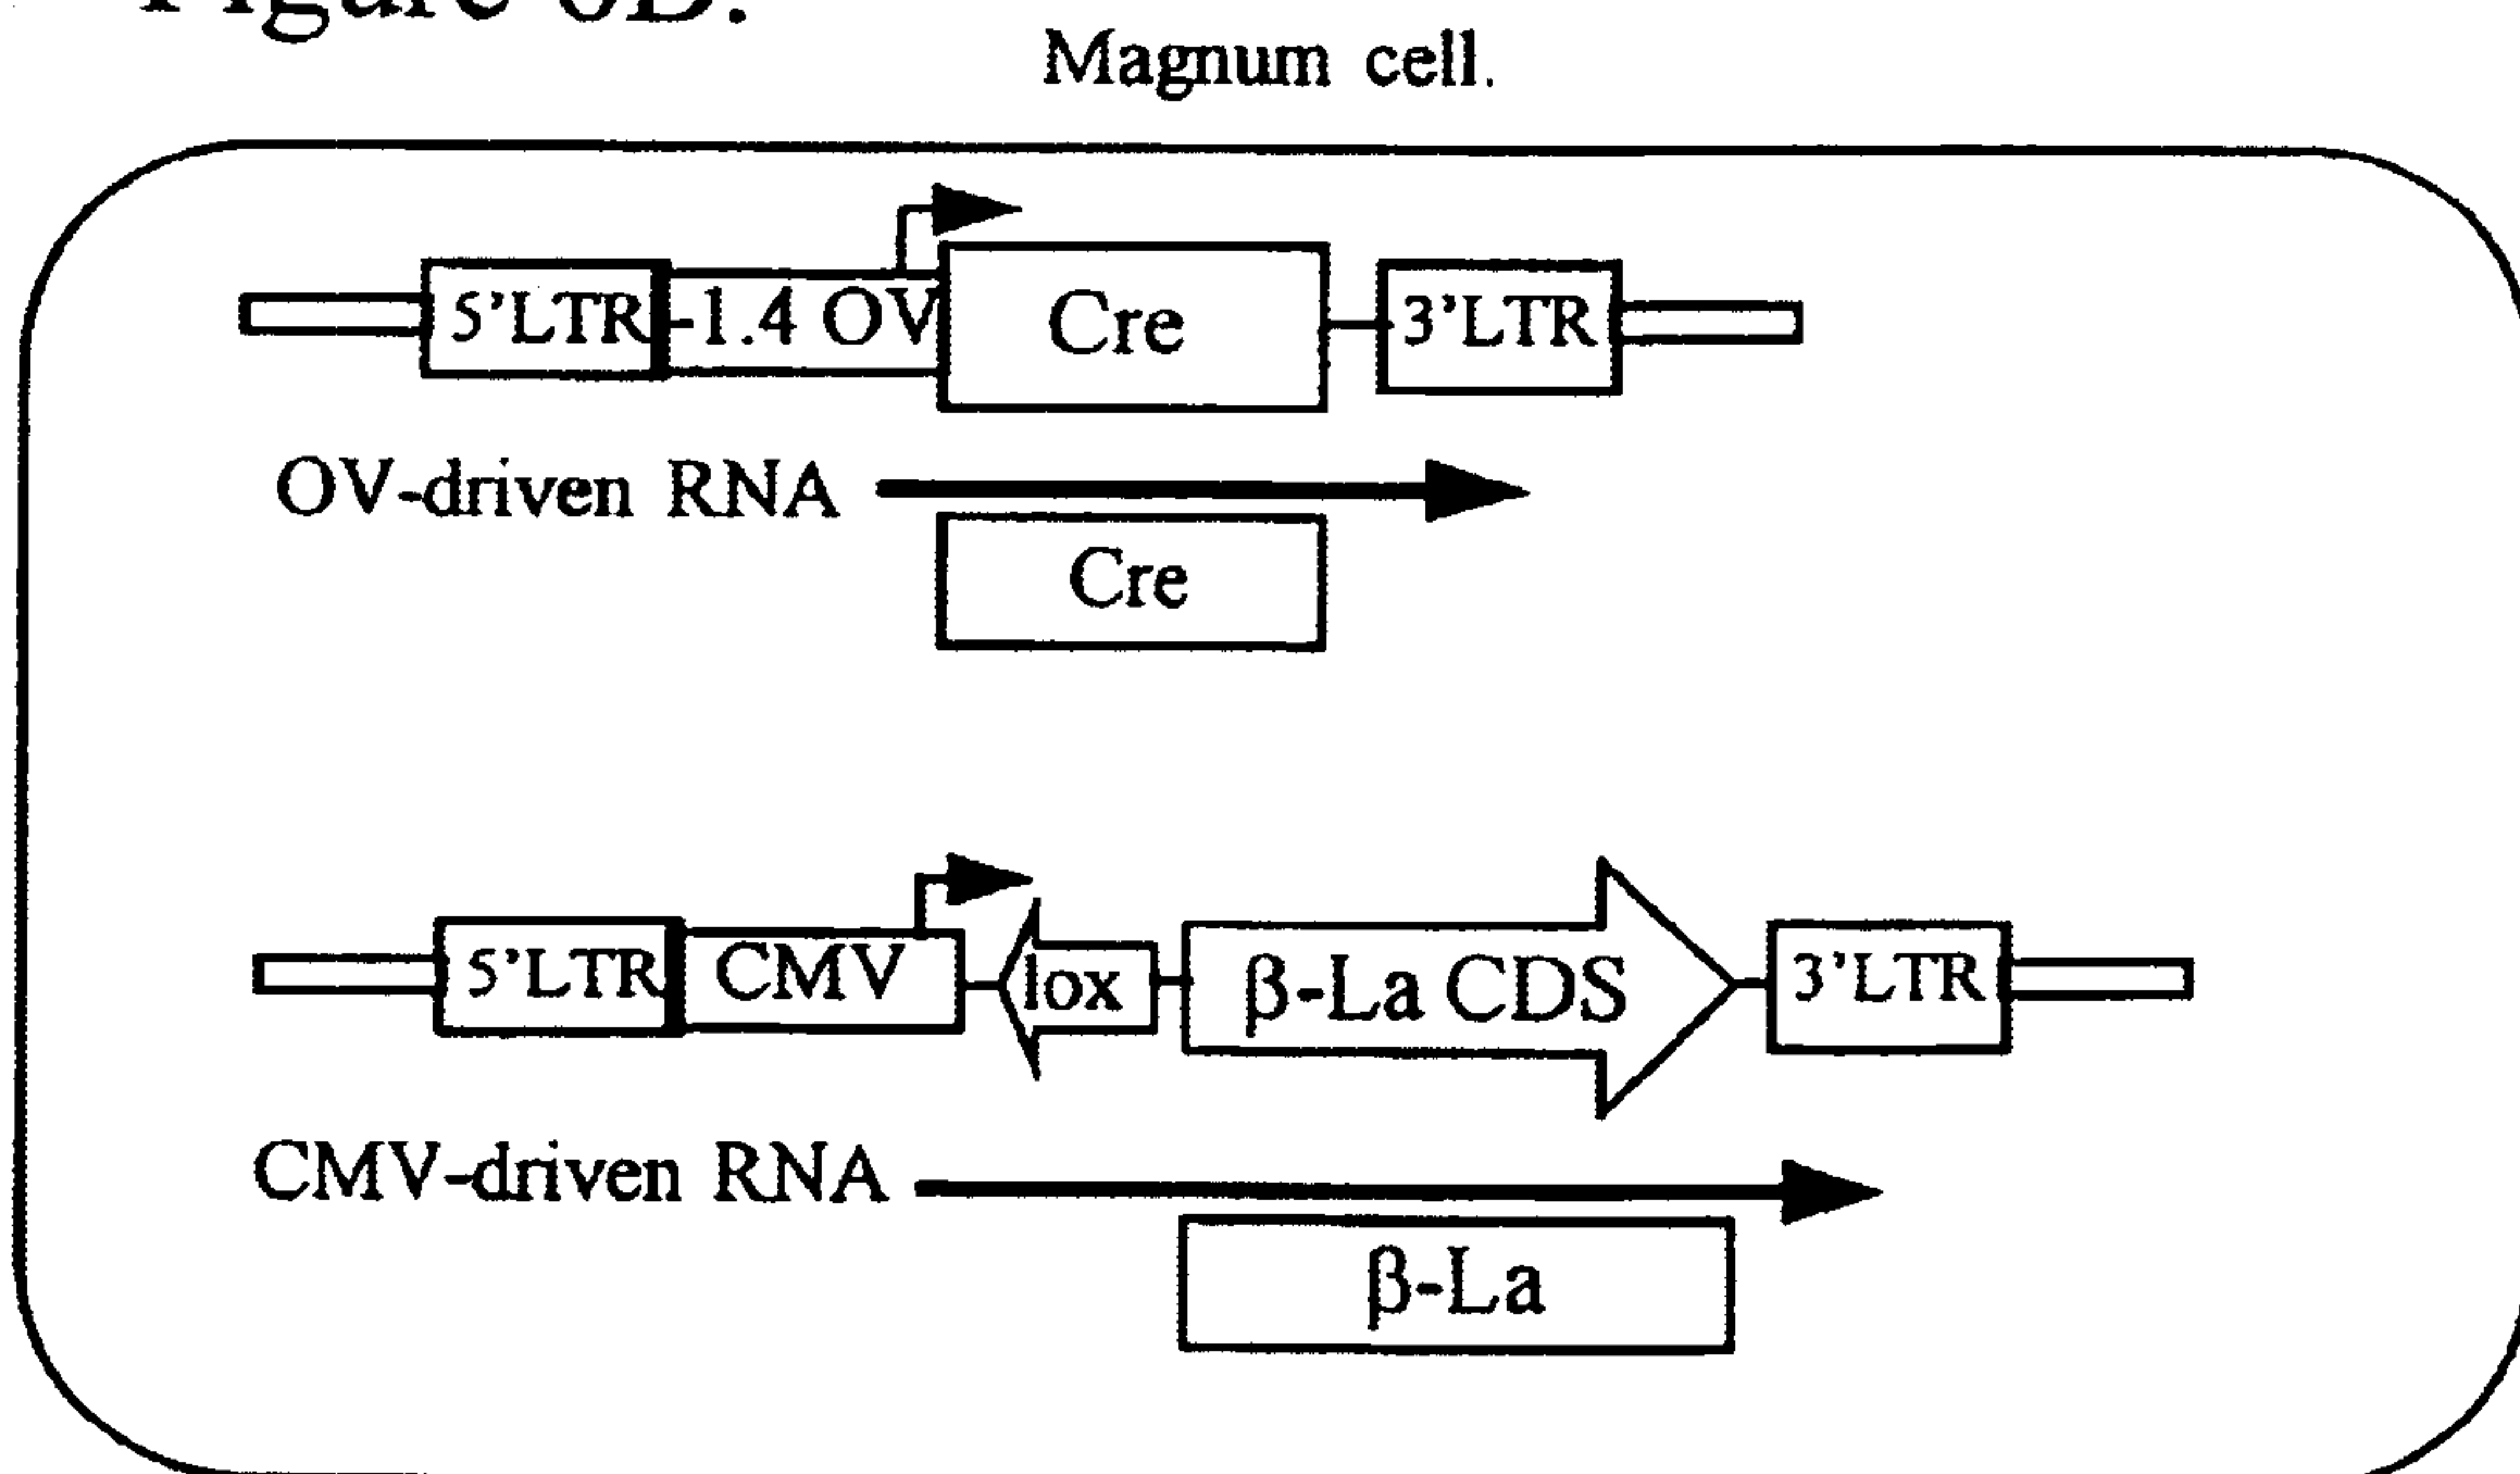 Magnum cell.
5'LTR -1.4 OV Cre 3'LTR
OV-driven RNA
Cre
5'LTR CMV lox β-La CDS 3'LTR
CMV-driven RNA
β-La